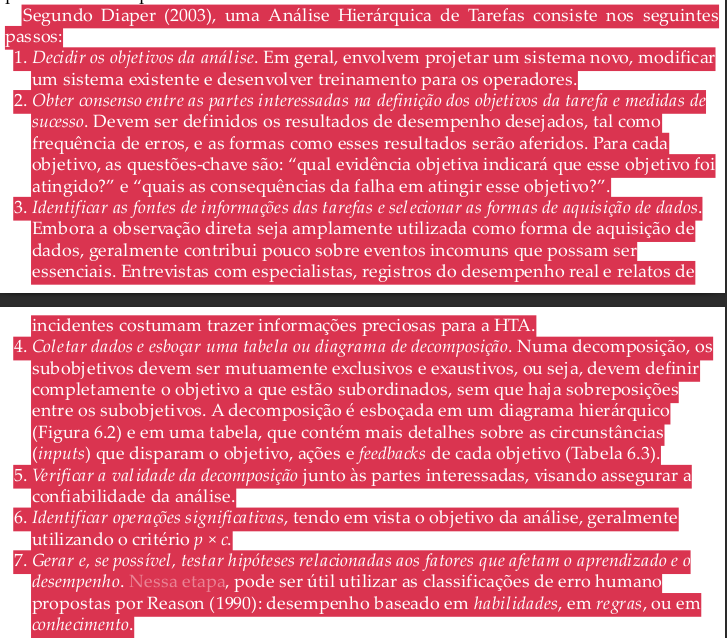 Segundo Diaper (2003), uma Análise Hierárquica de Tarefas consiste nos seguintes
passos:
1. Decidir os objetivos da análise. Em geral, envolvem projetar um sistema novo, modificar
um sistema existente e desenvolver treinamento para os operadores.
2. Obter consenso entre as partes interessadas na definição dos objetivos da tarefa e medidas de
sucesso. Devem ser definidos os resultados de desempenho desejados, tal como
frequência de erros, e as formas como esses resultados serão aferidos. Para cada
objetivo, as questões-chave são: “qual evidência objetiva indicará que esse objetivo foi
atingido?” e “quais as consequências da falha em atingir esse objetivo?”.
3. Identificar as fontes de informações das tarefas e selecionar as formas de aquisição de dados.
Embora a observação direta seja amplamente utilizada como forma de aquisição de
dados, geralmente contribui pouco sobre eventos incomuns que possam ser
essenciais. Entrevistas com especialistas, registros do desempenho real e relatos de
incidentes costumam trazer informações preciosas para a HTA.
4. Coletar dados e esboçar uma tabela ou diagrama de decomposição. Numa decomposição, os
subobjetivos devem ser mutuamente exclusivos e exaustivos, ou seja, devem definir
completamente o objetivo a que estão subordinados, sem que haja sobreposições
entre os subobjetivos. A decomposição é esboçada em um diagrama hierárquico
(Figura 6.2) e em uma tabela, que contém mais detalhes sobre as circunstâncias
(inputs) que disparam o objetivo, ações e feedbacks de cada objetivo (Tabela 6.3).
5. Verificar a validade da decomposição junto às partes interessadas, visando assegurar a
confiabilidade da análise.
6. Identificar operações significativas, tendo em vista o objetivo da análise, geralmente
utilizando o critério p × c.
7. Gerar e, se possível, testar hipóteses relacionadas aos fatores que afetam o aprendizado e o
desempenho. Nessa etapa, pode ser útil utilizar as classificações de erro humano
propostas por Reason (1990): desempenho baseado em habilidades, em regras, ou em
conhecimento.